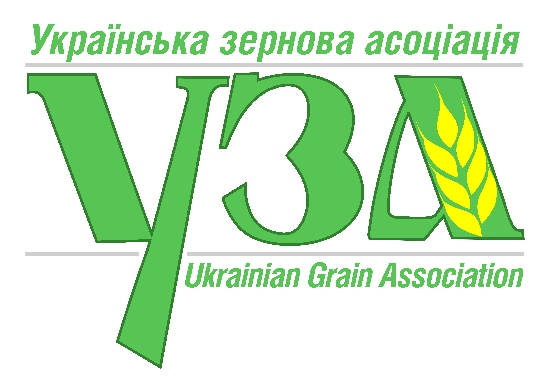 Українська зернова асоціація
УЗА
Ukrainian Grain Association